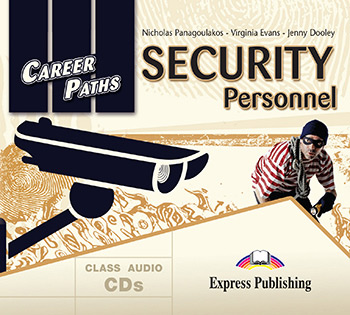 Nicholas Panagoulakos - Virginia Evans - Jenny Dooley
CAREER
PATHS
SECURITY
Personnel
CLASS AUDIO
CDs
Express Publishing